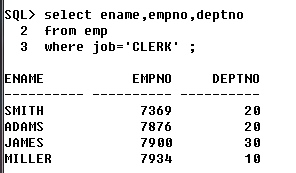 SQL> select ename,empno,deptno
  2  from emp
  3  where job='CLERK' ;
ENAME           EMPNO     DEPTNO
---------- ---------- ----------
SMITH            7369         20
ADAMS            7876         20
JAMES            7900         30
MILLER           7934         10